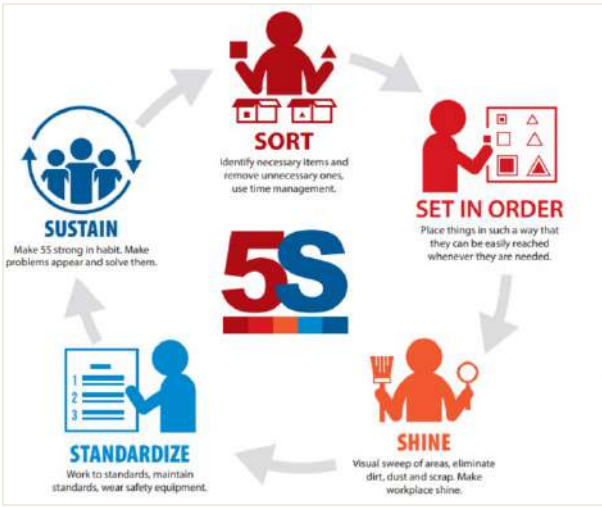 SORT
Identify necessary items and
remove unnecessary ones,
use time management.
SET IN ORDER
Place things in such a way that
they can be easily reached
whenever they are needed.
SHINE
Visual sweep of areas, eliminate
dirt, dust and scrap. Make
workplace shine.
STANDARDIZE
Work to standards, maintain
standards, wear safety equipment.
1
2
3
SUSTAIN
Make 5S strong in habit. Make
problems appear and solve them.
5S